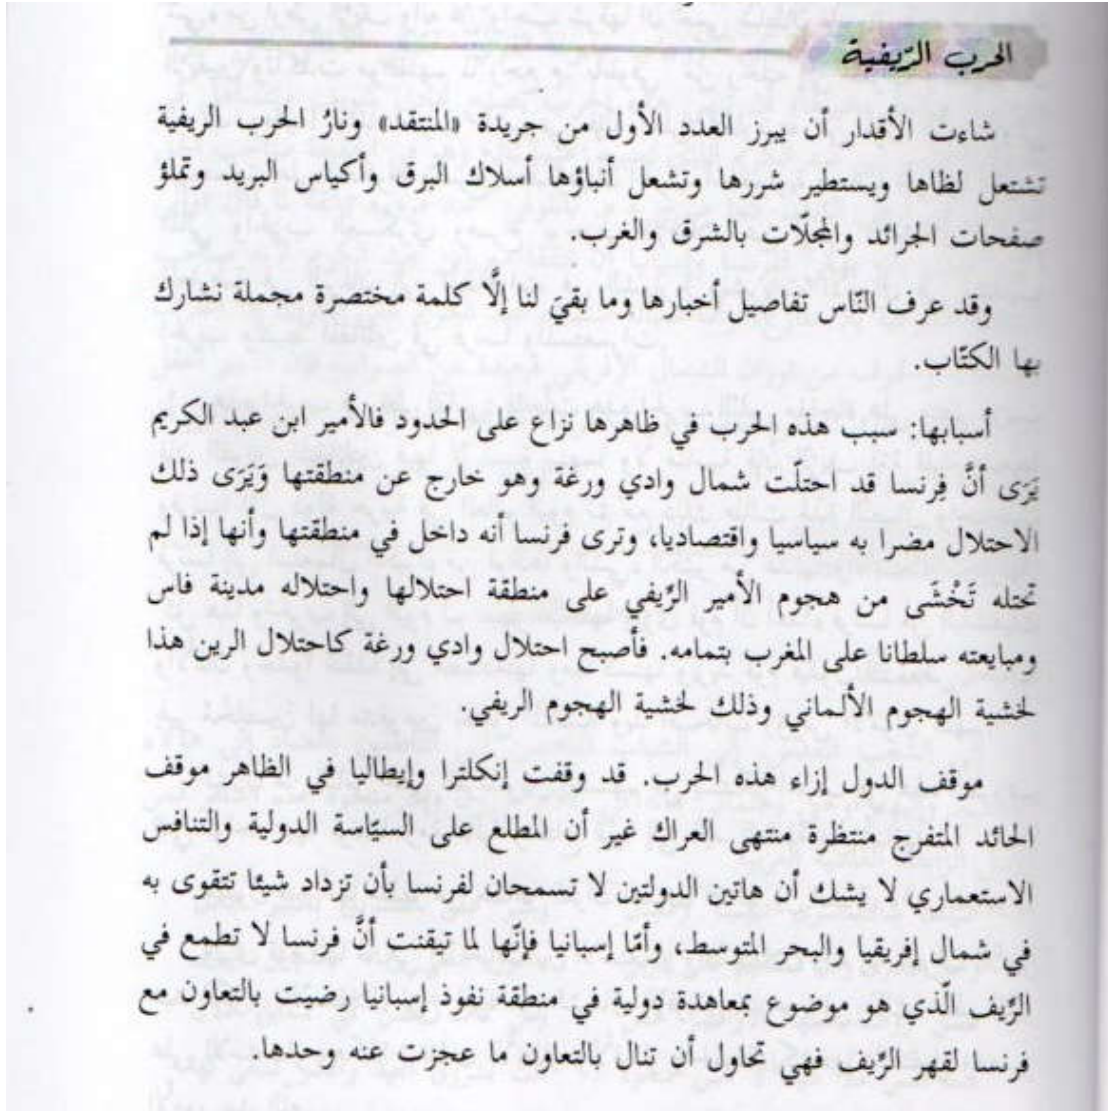 الحرب الرّيفية
شاءت الأقدار أن يبرز العدد الأول من جريدة «المنتقد» ونارُ الحرب الريفية
تشتعل لظاها ويستطير شررها وتشعل أنباؤها أسلاك البرق وأكياس البريد وتملؤ
صفحات الجرائد والمجلّات بالشرق والغرب.
وقد عرف النّاس تفاصيل أخبارها وما بقيَ لنا إلَّا كلمة مختصرة مجملة نشارك
بها الكتّاب.
أسبابها: سبب هذه الحرب في ظاهرها نزاع على الحدود فالأمير ابن عبد الكريم
يَرَى أنَّ فِرنسا قد احتلّت شمال وادي ورغة وهو خارج عن منطقتها وَيَرَى ذلك
الاحتلال مضرا به سياسيا واقتصاديا، وترى فرنسا أنه داخل في منطقتها وأنها إذا لم
تحتله تَخْشَى من هجوم الأمير الرِّيفي على منطقة احتلالها واحتلاله مدينة فاس
ومبايعته سلطانا على المغرب بتمامه. فأصبح احتلال وادي ورغة كاحتلال الرين هذا
لخشية الهجوم الألماني وذلك لخشية الهجوم الريفي.
موقف الدول إزاء هذه الحرب. قد وقفت إنكلترا وإيطاليا في الظاهر موقف
الحائد المتفرج منتظرة منتهى العراك غير أن المطلع على السيّاسة الدولية والتنافس
الاستعماري لا يشك أن هاتين الدولتين لا تسمحان لفرنسا بأن تزداد شيئا تتقوى به
في شمال إفريقيا والبحر المتوسط، وأمّا إسبانيا فإنّها لما تيقنت أنَّ فرنسا لا تطمع في
الرِّيف الّذي هو موضوع بمعاهدة دولية في منطقة نفوذ إسبانيا رضيت بالتعاون مع
فرنسا لقهر الرِّيف فهي تحاول أن تنال بالتعاون ما عجزت عنه وحدها.